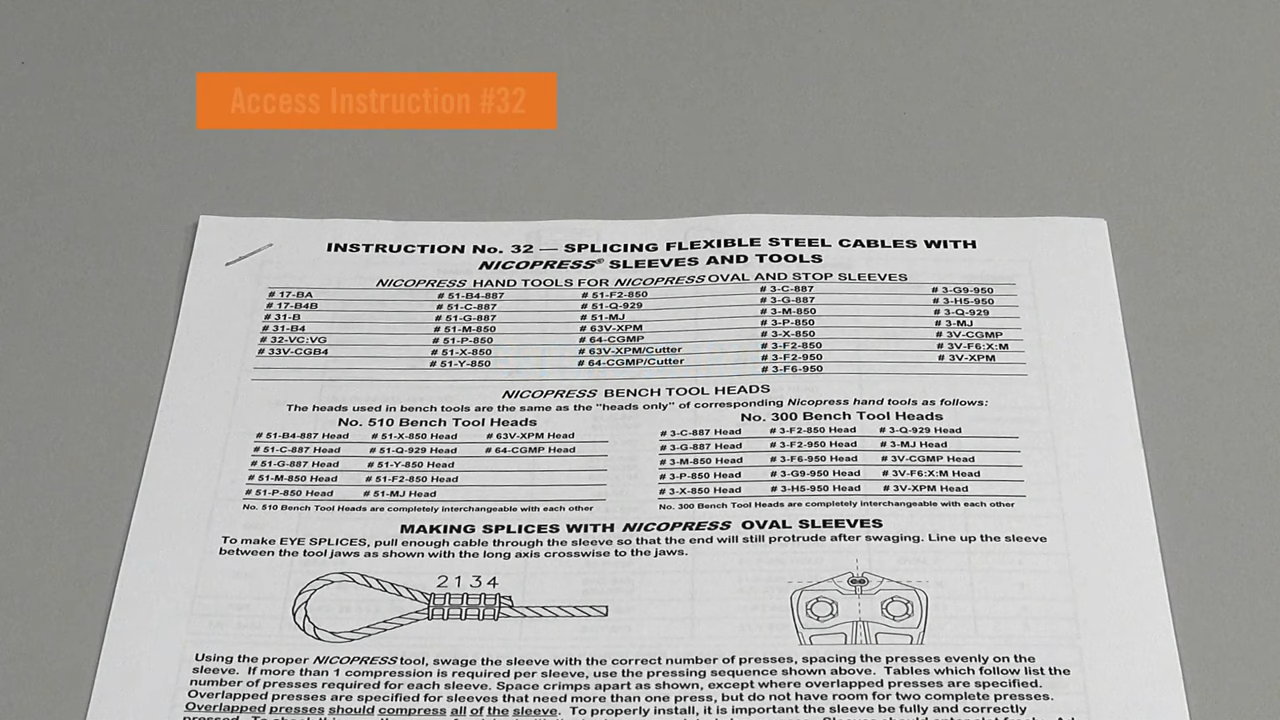 Access Instruction #32
INSTRUCTION No. 32 — SPLICING FLEXIBLE STEEL CABLES WITH
NICOPRESS® SLEEVES AND TOOLS
NICOPRESS HAND TOOLS FOR NICOPRESS OVAL AND STOP SLEEVES
# 17-BA # 51-B4-887 # 51-F2-850 # 3-C-887 # 3-G9-950
# 17-B4B # 51-C-887 # 51-Q-929 # 3-G-887 # 3-H5-950
# 31-B # 51-G-887 # 51-MJ # 3-M-850 # 3-Q-929
# 31-B4 # 51-M-850 # 63V-XPM # 3-P-850 # 3-MJ
# 32-VC:VG # 51-P-850 # 64-CGMP # 3-X-850 # 3V-CGMP
# 33V-CGB4 # 51-X-850 # 63V-XPM/Cutter # 3-F2-850 # 3V-F6:X:M
# 51-Y-850 # 64-CGMP/Cutter # 3-F2-950 # 3V-XPM
# 3-F6-950
NICOPRESS BENCH TOOL HEADS
The heads used in bench tools are the same as the "heads only" of corresponding Nicopress hand tools as follows:
No. 510 Bench Tool Heads No. 300 Bench Tool Heads
# 51-B4-887 Head # 51-X-850 Head # 63V-XPM Head # 3-C-887 Head # 3-F2-850 Head # 3-Q-929 Head
# 51-C-887 Head # 51-Q-929 Head # 64-CGMP Head # 3-G-887 Head # 3-F2-950 Head # 3-MJ Head
# 51-G-887 Head # 51-Y-850 Head # 3-M-850 Head # 3-F6-950 Head # 3V-CGMP Head
# 51-M-850 Head # 51-F2-850 Head # 3-P-850 Head # 3-G9-950 Head # 3V-F6:X:M Head
# 51-P-850 Head # 51-MJ Head # 3-X-850 Head # 3-H5-950 Head # 3V-XPM Head
No. 510 Bench Tool Heads are completely interchangeable with each other No. 300 Bench Tool Heads are completely interchangeable with each other
MAKING SPLICES WITH NICOPRESS OVAL SLEEVES
To make EYE SPLICES, pull enough cable through the sleeve so that the end will still protrude after swaging. Line up the sleeve
between the tool jaws as shown with the long axis crosswise to the jaws.
2 1 3 4
Using the proper NICOPRESS tool, swage the sleeve with the correct number of presses, spacing the presses evenly on the
sleeve. If more than 1 compression is required per sleeve, use the pressing sequence shown above. Tables which follow list the
number of presses required for each sleeve. Space crimps apart as shown, except where overlapped presses are specified.
Overlapped presses are specified for sleeves that need more than one press, but do not have room for two complete presses.
Overlapped presses should compress all of the sleeve. To properly install, it is important the sleeve be fully and correctly